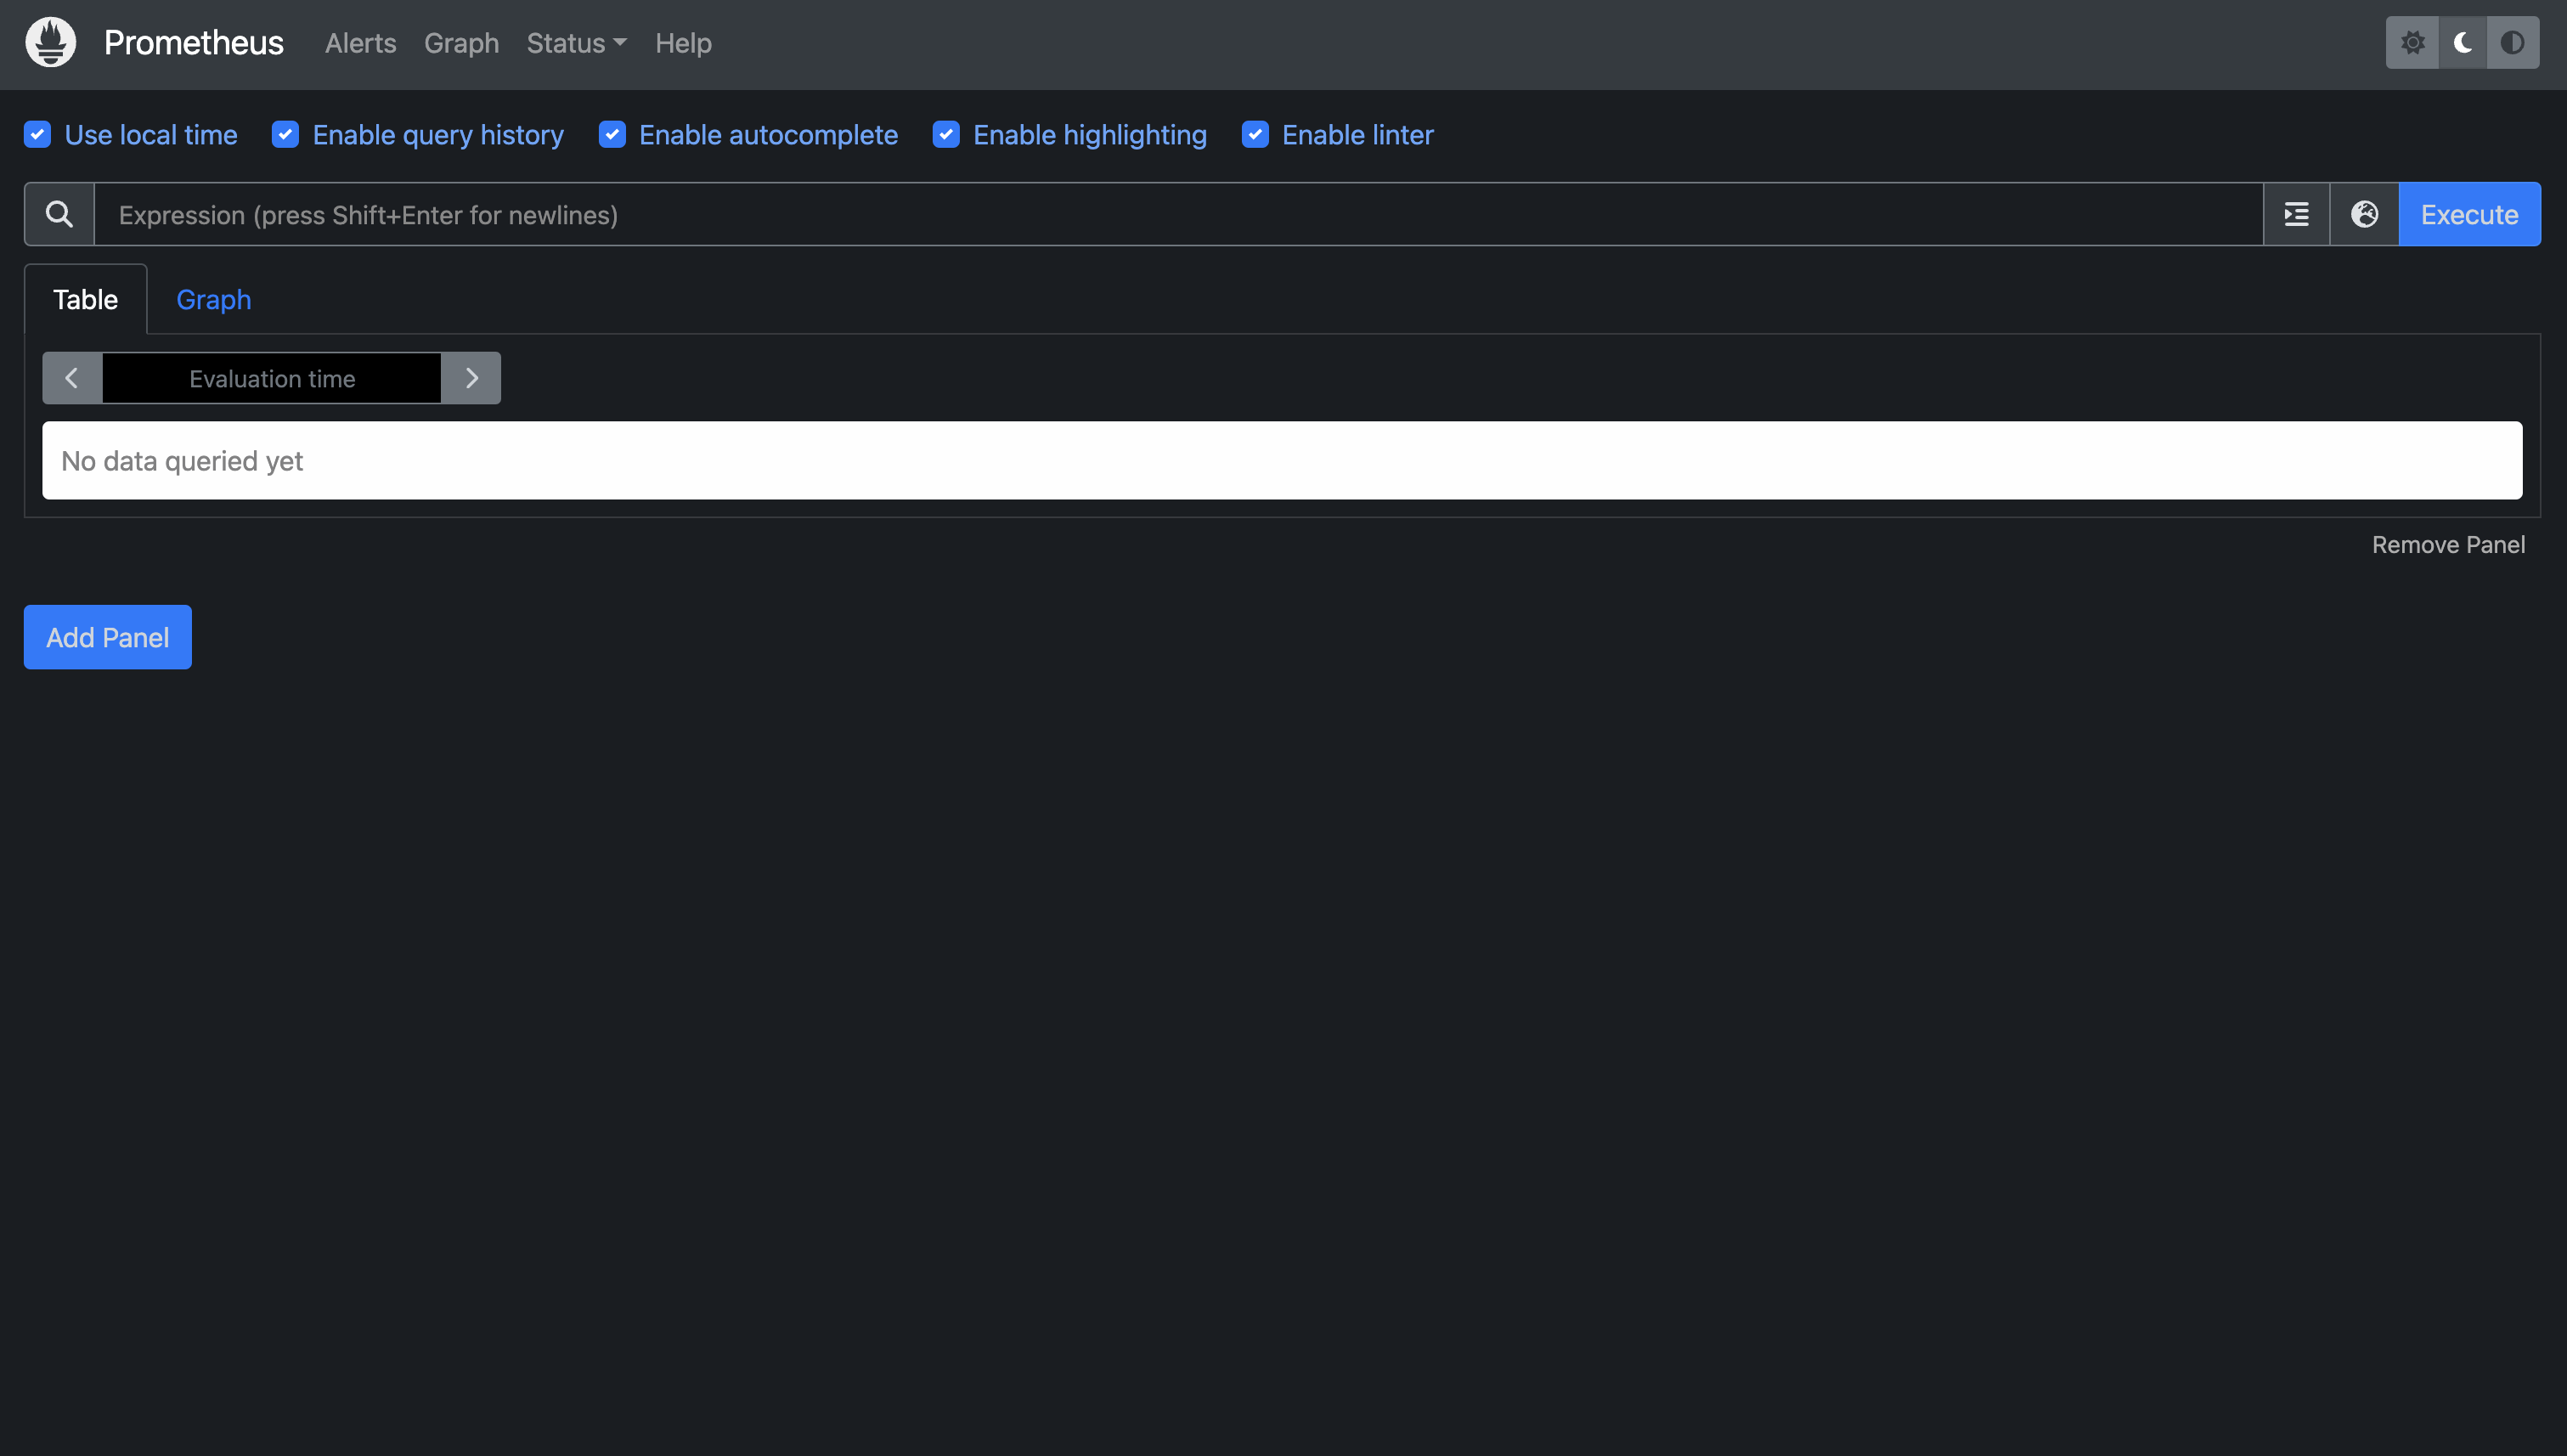 Prometheus Alerts Graph Status Help
Use local time Enable query history Enable autocomplete Enable highlighting Enable linter
Expression (press Shift+Enter for newlines) Execute
Table Graph
Evaluation time
No data queried yet
Remove Panel
Add Panel